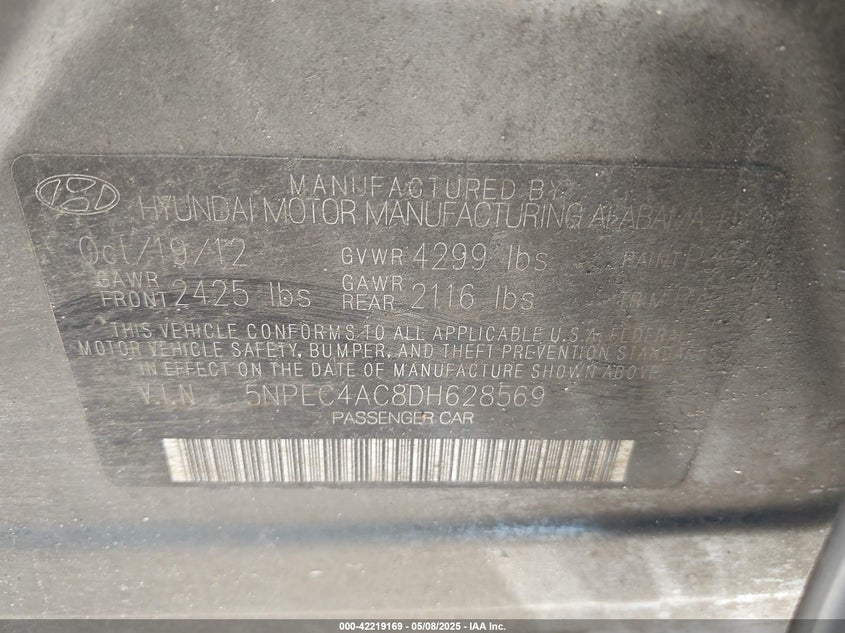 MANUFACTURED BY
HYUNDAI MOTOR MANUFACTURING ALABAMA
Oct/19/12 GVWR 4299 lbs PAINT
GAWR FRONT 2425 lbs GAWR REAR 2116 lbs TRIM
THIS VEHICLE CONFORMS TO ALL APPLICABLE U.S.A. FEDERAL
MOTOR VEHICLE SAFETY, BUMPER, AND THEFT PREVENTION STANDARDS
IN EFFECT ON THE DATE OF MANUFACTURE SHOWN ABOVE
V.I.N 5NPEC4AC8DH628569
PASSENGER CAR
000-42219169 - 05/08/2025 - IAA Inc.